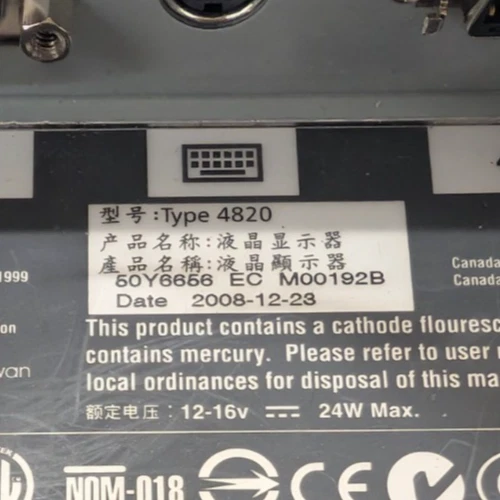 型号:Type 4820
产品名称:液晶显示器
產品名稱:液晶顯示器
50Y6656 EC M00192B
Date 2008-12-23
1999
Canada
Canada
This product contains a cathode flouresc
contains mercury. Please refer to user
local ordinances for disposal of this ma
额定电压: 12-16v 24W Max.
NOM-018 CE